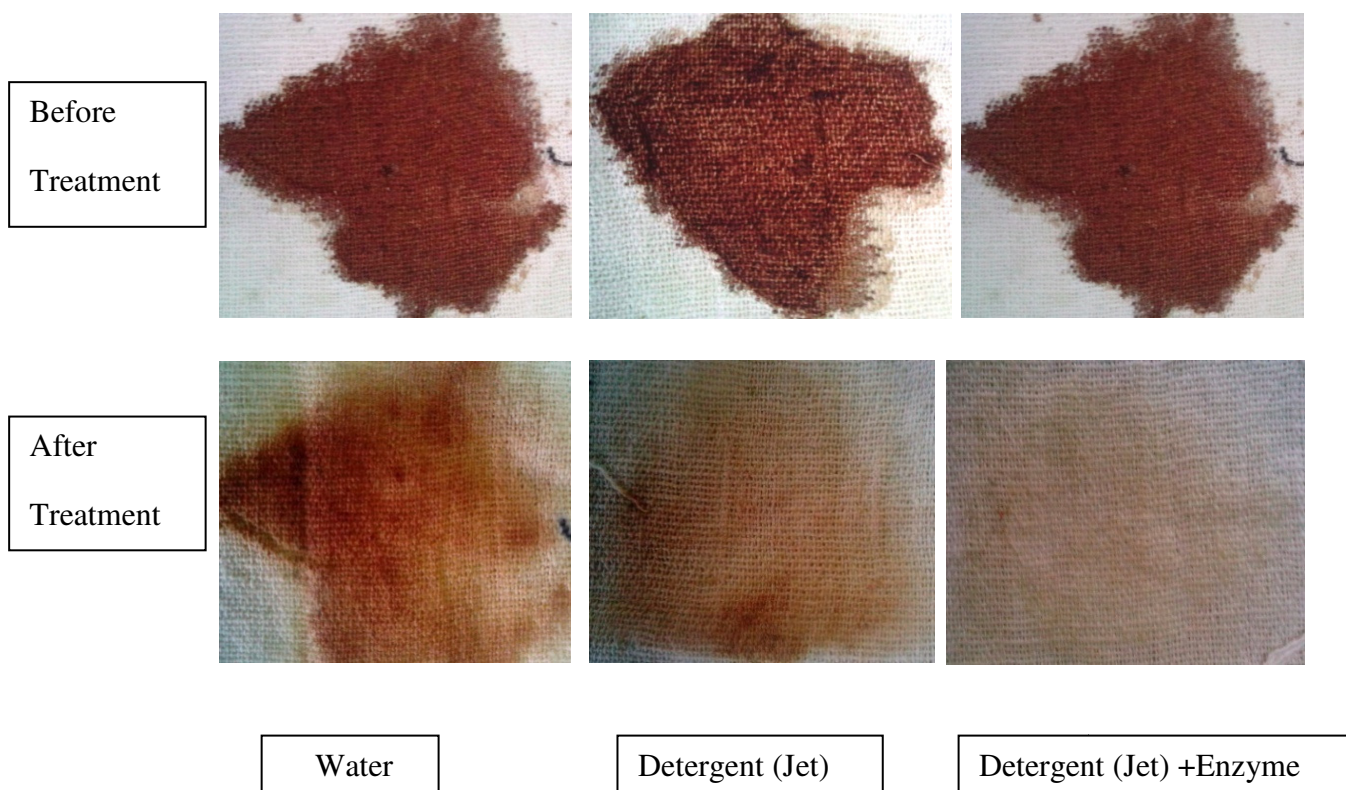 Before
Treatment
After
Treatment
Water
Detergent (Jet)
Detergent (Jet) +Enzyme